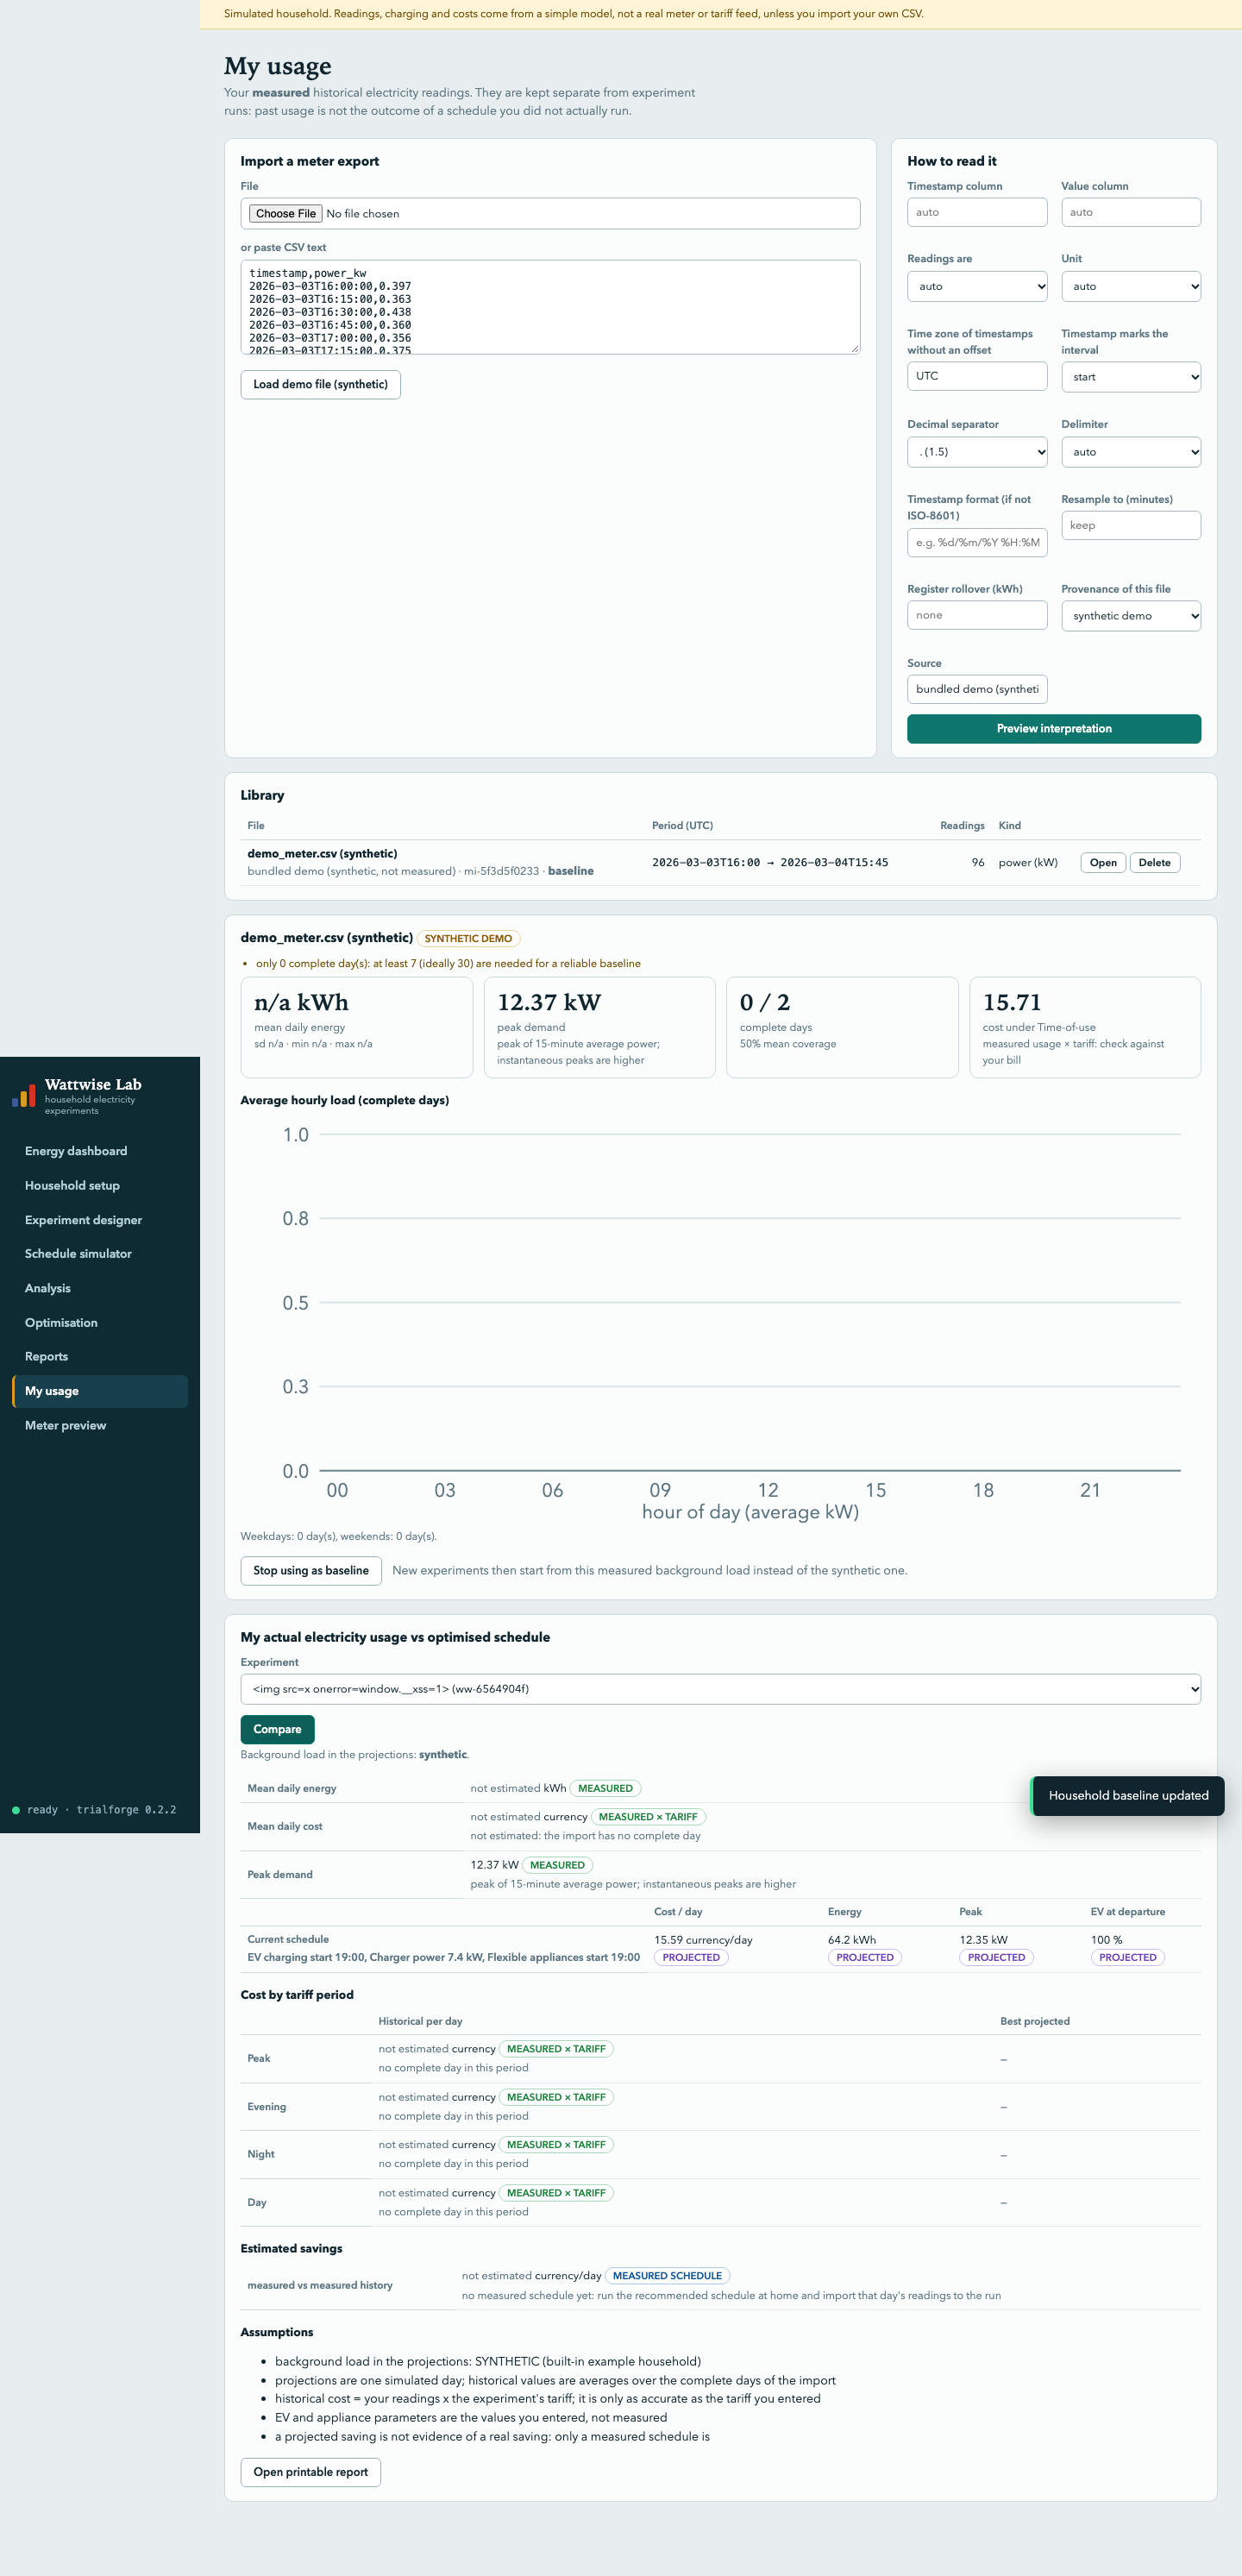 Simulated household. Readings, charging and costs come from a simple model, not a real meter or tariff feed, unless you import your own CSV.
My usage
Your measured historical electricity readings. They are kept separate from experiment
runs: past usage is not the outcome of a schedule you did not actually run.
Import a meter export
File
Choose File No file chosen
or paste CSV text
timestamp,power_kw
2026-03-03T16:00:00,0.397
2026-03-03T16:15:00,0.363
2026-03-03T16:30:00,0.438
2026-03-03T16:45:00,0.360
2026-03-03T17:00:00,0.356
2026-03-03T17:15:00,0.375
Load demo file (synthetic)
How to read it
Timestamp column Value column
auto auto
Readings are Unit
auto auto
Time zone of timestamps without an offset
Timestamp marks the interval
UTC start
Decimal separator Delimiter
. (1.5) auto
Timestamp format (if not ISO-8601)
Resample to (minutes)
e.g. %d/%m/%Y %H:%M keep
Register rollover (kWh) Provenance of this file
none synthetic demo
Source
bundled demo (syntheti
Preview interpretation
Library
File Period (UTC) Readings Kind
demo_meter.csv (synthetic)
bundled demo (synthetic, not measured) · mi-5f3d5f0233 · baseline
2026-03-03T16:00 → 2026-03-04T15:45 96 power (kW) Open Delete
demo_meter.csv (synthetic) SYNTHETIC DEMO
• only 0 complete day(s): at least 7 (ideally 30) are needed for a reliable baseline
n/a kWh
mean daily energy
sd n/a · min n/a · max n/a
12.37 kW
peak demand
peak of 15-minute average power;
instantaneous peaks are higher
0 / 2
complete days
50% mean coverage
15.71
cost under Time-of-use
measured usage × tariff: check against
your bill
Average hourly load (complete days)
1.0
0.8
0.5
0.3
0.0
00 03 06 09 12 15 18 21
hour of day (average kW)
Weekdays: 0 day(s), weekends: 0 day(s).
Stop using as baseline New experiments then start from this measured background load instead of the synthetic one.
Wattwise Lab
household electricity
experiments
Energy dashboard
Household setup
Experiment designer
Schedule simulator
Analysis
Optimisation
Reports
My usage
Meter preview
ready · trialforge 0.2.2
My actual electricity usage vs optimised schedule
Experiment
<img src=x onerror=window.__xss=1> (ww-6564904f)
Compare
Background load in the projections: synthetic.
Mean daily energy not estimated kWh MEASURED
Household baseline updated
Mean daily cost not estimated currency MEASURED × TARIFF
not estimated: the import has no complete day
Peak demand 12.37 kW MEASURED
peak of 15-minute average power; instantaneous peaks are higher
Cost / day Energy Peak EV at departure
Current schedule
EV charging start 19:00, Charger power 7.4 kW, Flexible appliances start 19:00
15.59 currency/day 64.2 kWh 12.35 kW 100 %
PROJECTED PROJECTED PROJECTED PROJECTED
Cost by tariff period
Historical per day Best projected
Peak not estimated currency MEASURED × TARIFF –
no complete day in this period
Evening not estimated currency MEASURED × TARIFF –
no complete day in this period
Night not estimated currency MEASURED × TARIFF –
no complete day in this period
Day not estimated currency MEASURED × TARIFF –
no complete day in this period
Estimated savings
measured vs measured history not estimated currency/day MEASURED SCHEDULE
no measured schedule yet: run the recommended schedule at home and import that day's readings to the run
Assumptions
• background load in the projections: SYNTHETIC (built-in example household)
• projections are one simulated day; historical values are averages over the complete days of the import
• historical cost = your readings x the experiment's tariff; it is only as accurate as the tariff you entered
• EV and appliance parameters are the values you entered, not measured
• a projected saving is not evidence of a real saving: only a measured schedule is
Open printable report